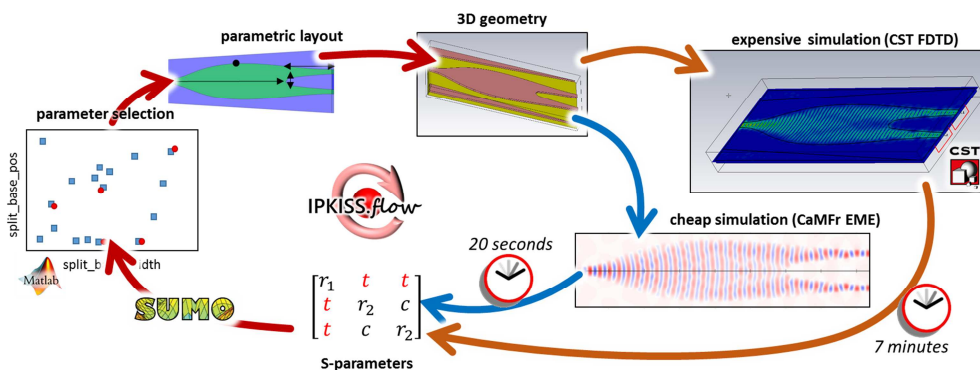 3D geometry
parametric layout
expensive simulation (CST FDTD)
parameter selection
split_base_pos
CST
IPKISS.flow
cheap simulation (CaMFr EME)
20 seconds
split_b dth
Matlab
SUMO
r1 t t
t r2 c
t c r2
7 minutes
S-parameters